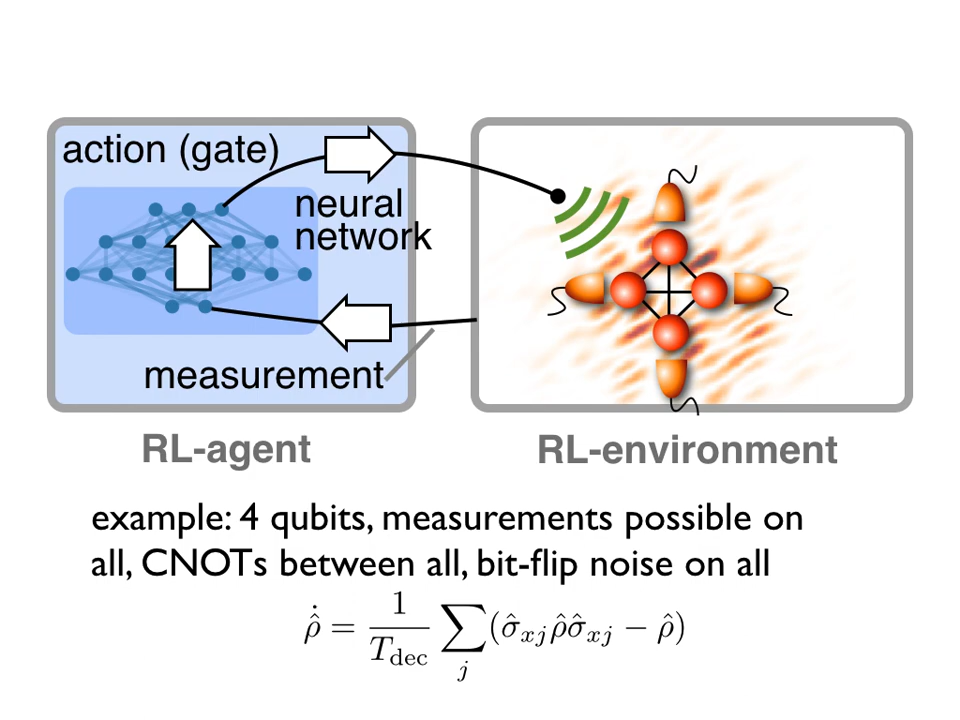 action (gate)
neural
network
measurement
RL-agent
RL-environment
example: 4 qubits, measurements possible on
all, CNOTs between all, bit-flip noise on all
$\dot{\hat{\rho}} = \frac{1}{T_{\mathrm{dec}}} \sum_{j} (\hat{\sigma}_{xj} \hat{\rho} \hat{\sigma}_{xj} - \hat{\rho})$